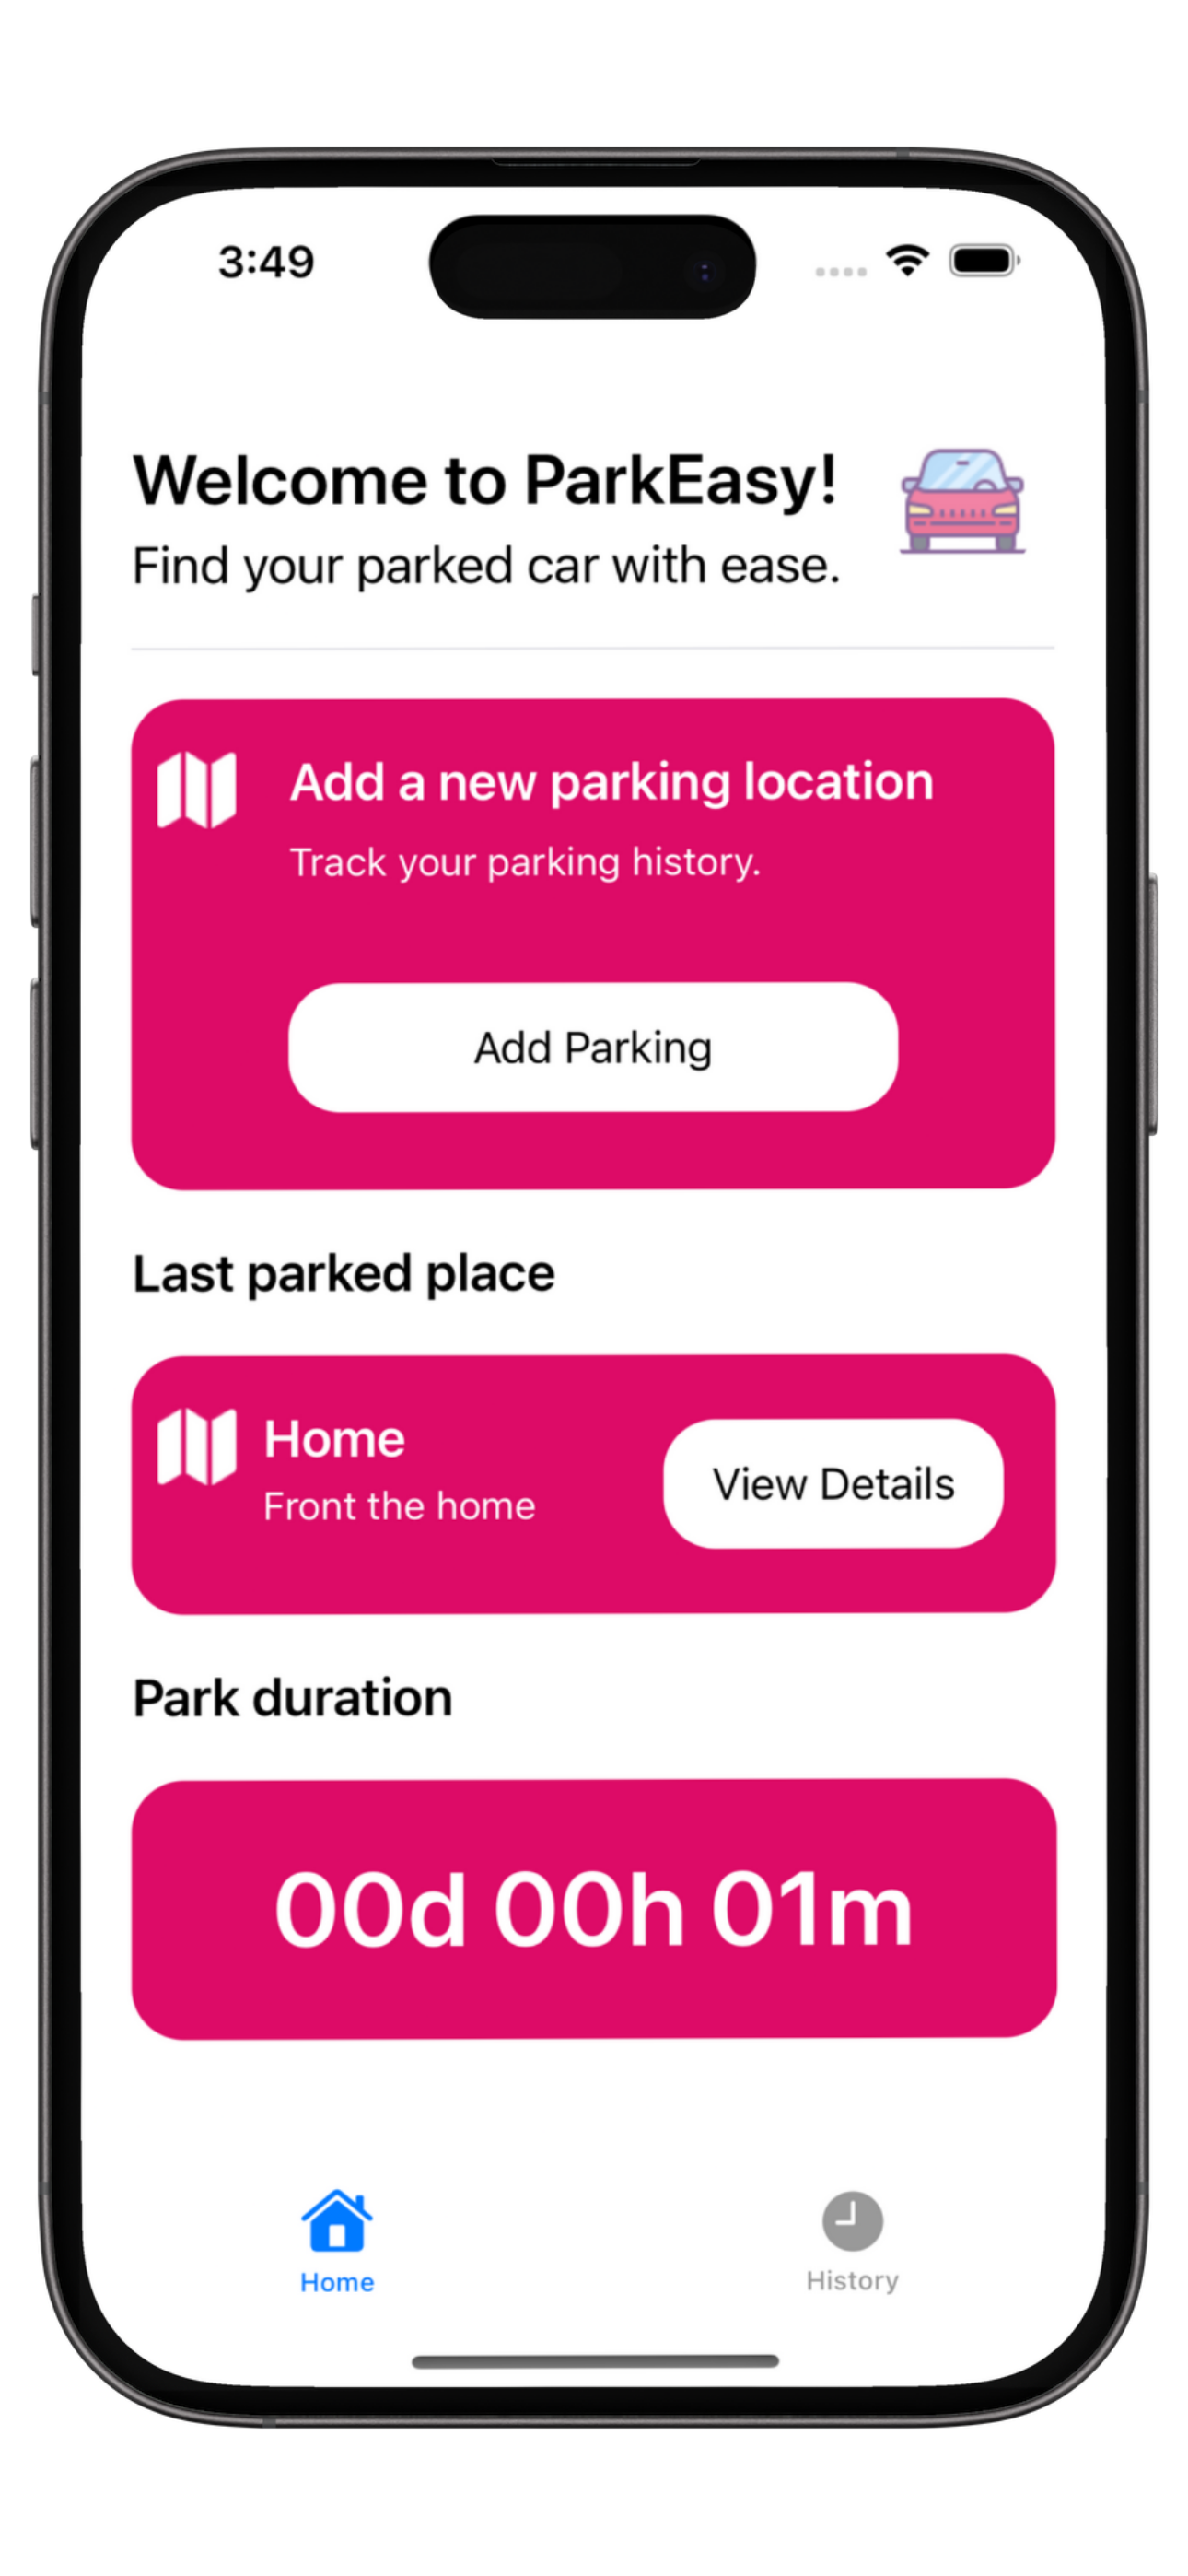 3:49
Welcome to ParkEasy!
Find your parked car with ease.
Add a new parking location
Track your parking history.
Add Parking
Last parked place
Home
Front the home
View Details
Park duration
00d 00h 01m
Home
History